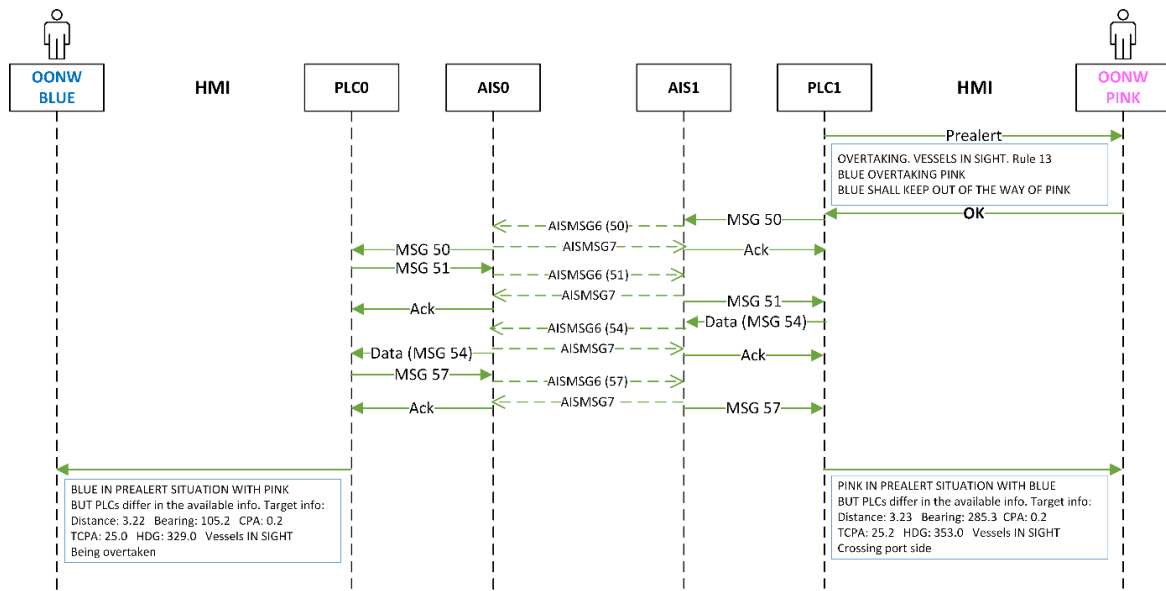 OONW
BLUE
HMI
PLC0
AIS0
AIS1
PLC1
HMI
OONW
PINK
Prealert
OVERTAKING. VESSELS IN SIGHT. Rule 13
BLUE OVERTAKING PINK
BLUE SHALL KEEP OUT OF THE WAY OF PINK
OK
MSG 50
AISMSG6 (50)
MSG 50
AISMSG7
Ack
MSG 51
AISMSG6 (51)
AISMSG7
MSG 51
Ack
Data (MSG 54)
AISMSG6 (54)
Data (MSG 54)
AISMSG7
Ack
MSG 57
AISMSG6 (57)
AISMSG7
Ack
MSG 57
BLUE IN PREALERT SITUATION WITH PINK
BUT PLCs differ in the available info. Target info:
Distance: 3.22 Bearing: 105.2 CPA: 0.2
TCPA: 25.0 HDG: 329.0 Vessels IN SIGHT
Being overtaken
PINK IN PREALERT SITUATION WITH BLUE
BUT PLCs differ in the available info. Target info:
Distance: 3.23 Bearing: 285.3 CPA: 0.2
TCPA: 25.2 HDG: 353.0 Vessels IN SIGHT
Crossing port side